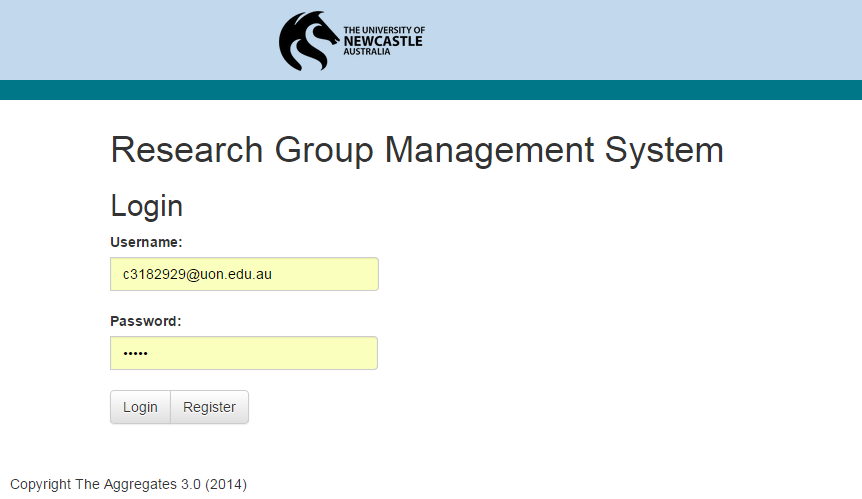 THE UNIVERSITY OF
NEWCASTLE
AUSTRALIA
Research Group Management System
Login
Username:
c3182929@uon.edu.au
Password:
•••••
Login Register
Copyright The Aggregates 3.0 (2014)